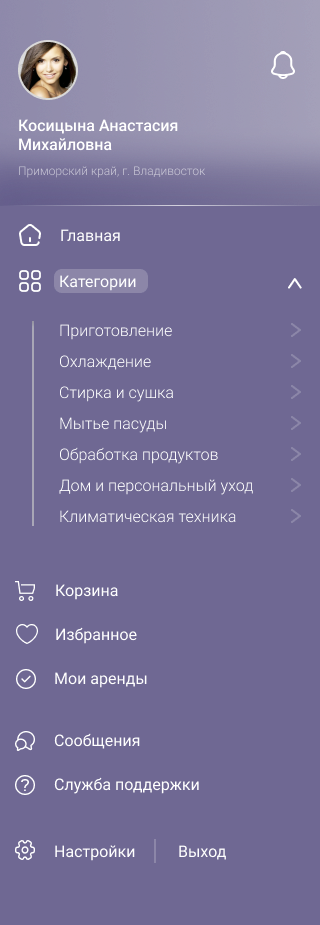 Косицына Анастасия
Михайловна
Приморский край, г. Владивосток
Главная
Категории
Приготовление
Охлаждение
Стирка и сушка
Мытье пасуды
Обработка продуктов
Дом и персональный уход
Климатическая техника
Корзина
Избранное
Мои аренды
Сообщения
Служба поддержки
Настройки
Выход